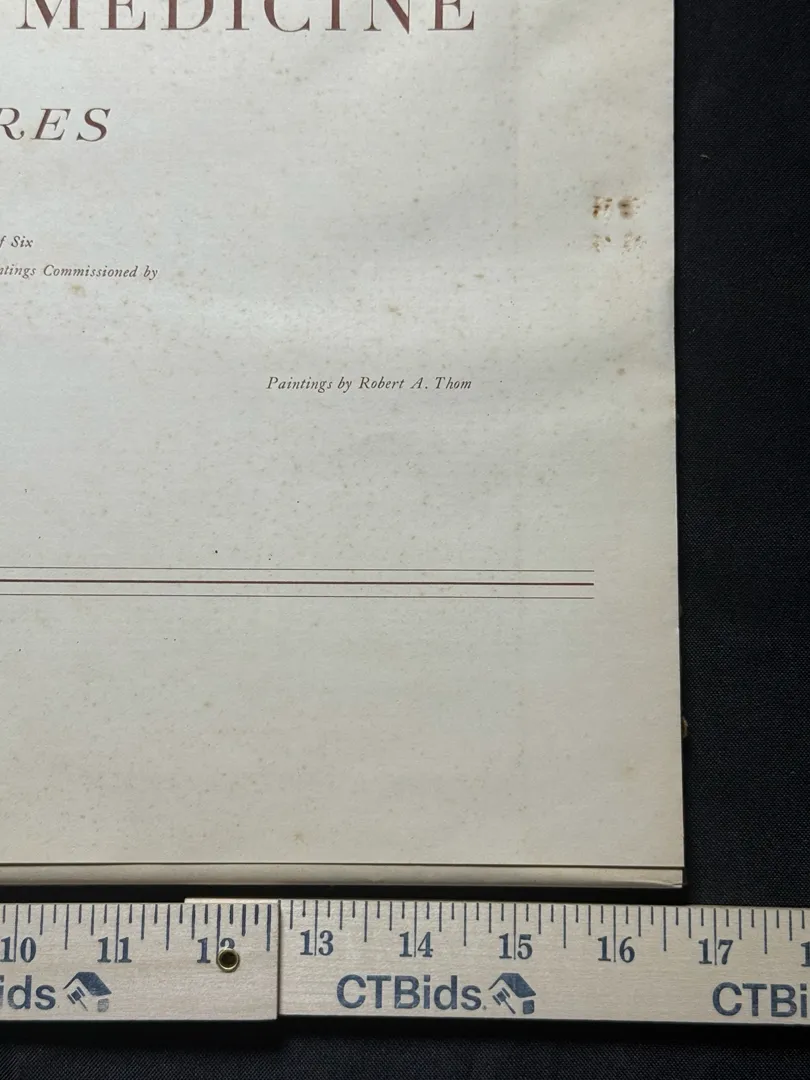 MEDICINE
RES
f Six
ntings Commissioned by
Paintings by Robert A. Thom
10 11 12 13 14 15 16 17 1
ids CTBids. CTBi